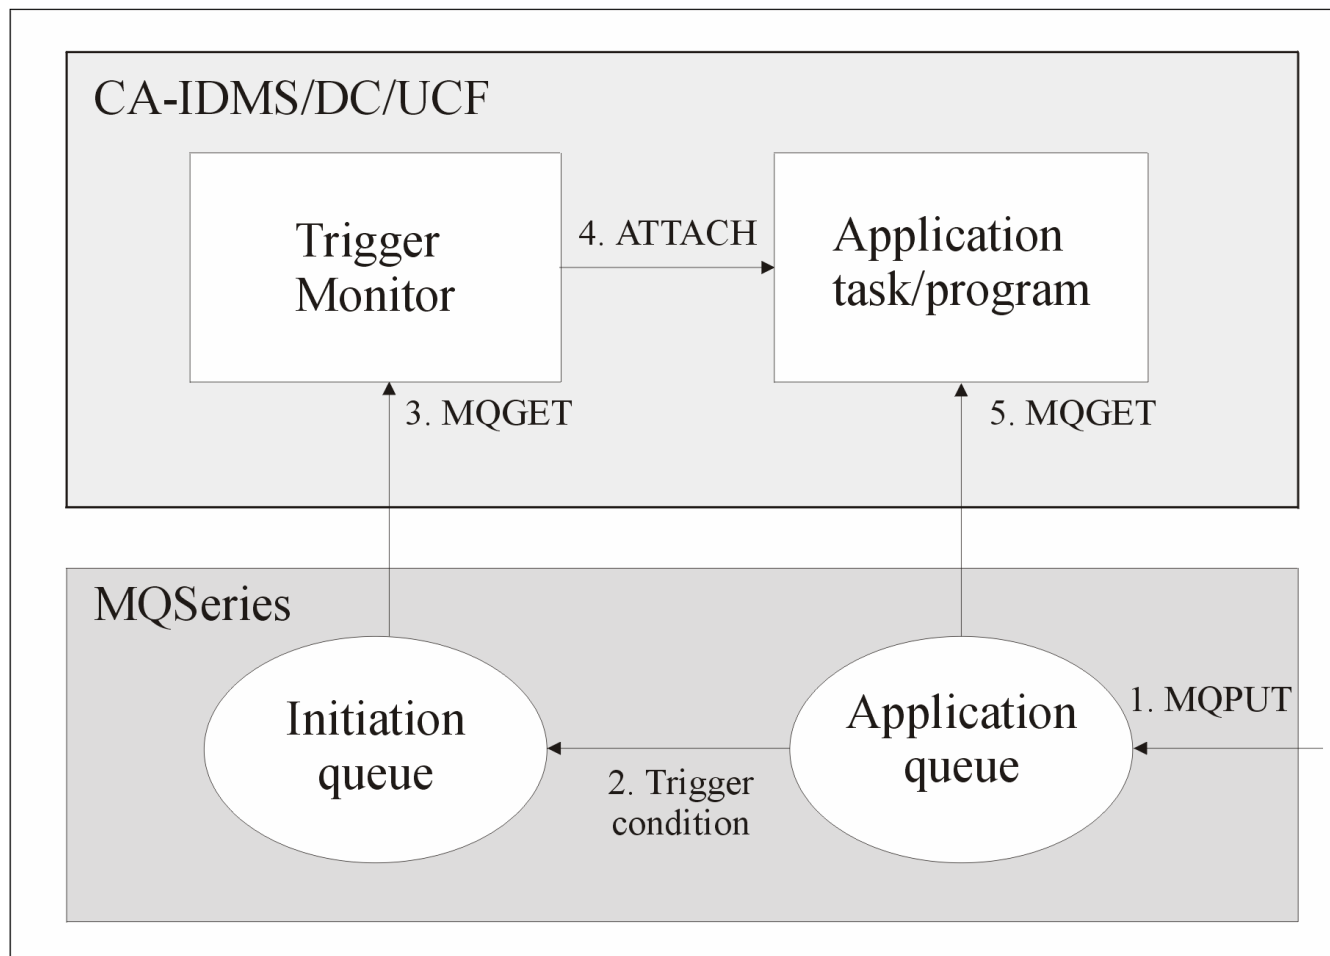 CA-IDMS/DC/UCF
Trigger
Monitor
4. ATTACH
Application
task/program
3. MQGET
5. MQGET
MQSeries
Initiation
queue
2. Trigger
condition
Application
queue
1. MQPUT